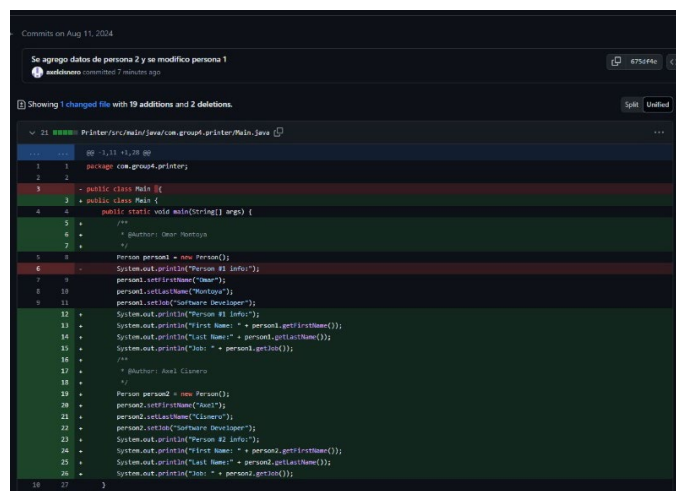 Commits on Aug 11, 2024
Se agrego datos de persona 2 y se modifico persona 1
axelcisnero committed 7 minutes ago
675df4e
Showing 1 changed file with 19 additions and 2 deletions.
Split Unified
21 Printer/src/main/java/com.group4.printer/Main.java
... ... @@ -1,11 +1,28 @@
1 1 package com.group4.printer;
2 2
3 - public class Main {
3 + public class Main {
4 4 public static void main(String[] args) {
5 + /**
6 + * @Author: Omar Montoya
7 + */
5 8 Person person1 = new Person();
6 - System.out.println("Person #1 info:");
7 9 person1.setFirstName("Omar");
8 10 person1.setLastName("Montoya");
9 11 person1.setJob("Software Developer");
12 + System.out.println("Person #1 info:");
13 + System.out.println("First Name: " + person1.getFirstName());
14 + System.out.println("Last Name:" + person1.getLastName());
15 + System.out.println("Job: " + person1.getJob());
16 + /**
17 + * @Author: Axel Cisnero
18 + */
19 + Person person2 = new Person();
20 + person2.setFirstName("Axel");
21 + person2.setLastName("Cisnero");
22 + person2.setJob("Software Developer");
23 + System.out.println("Person #2 info:");
24 + System.out.println("First Name: " + person2.getFirstName());
25 + System.out.println("Last Name:" + person2.getLastName());
26 + System.out.println("Job: " + person2.getJob());
10 27 }